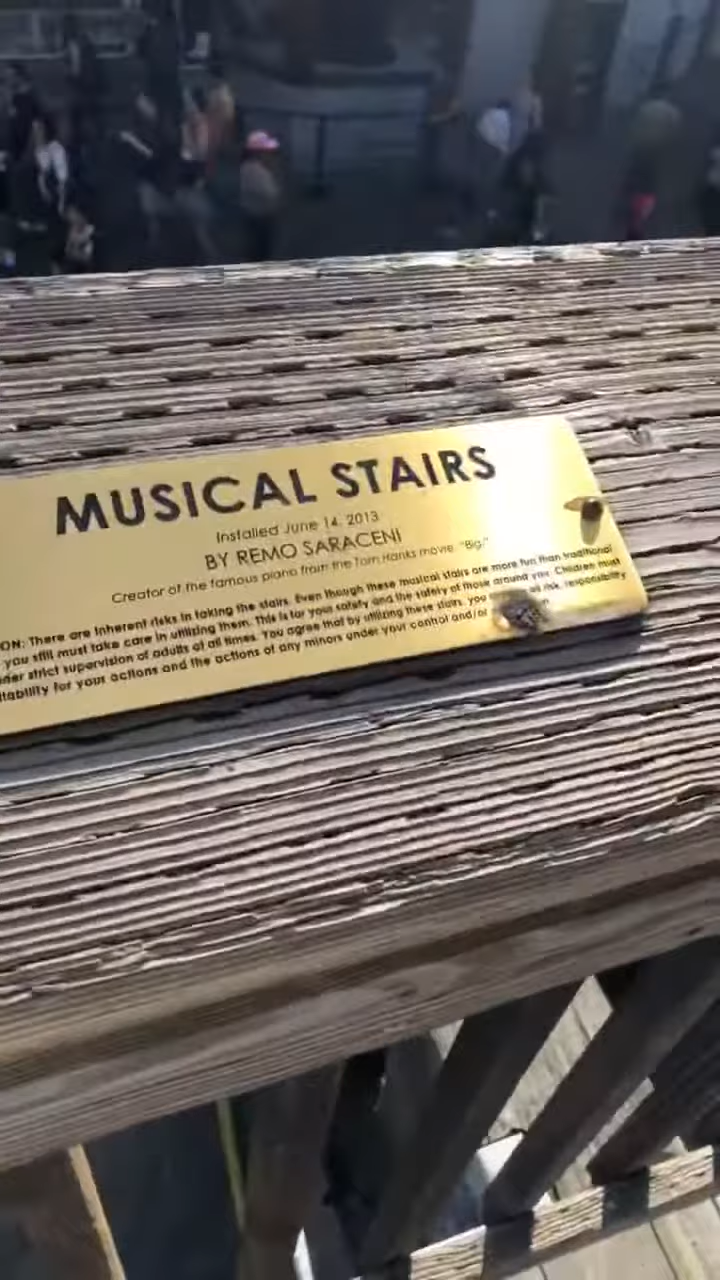 MUSICAL STAIRS
Installed June 14, 2013
BY REMO SARACENI
Creator of the famous piano from the Tom Hanks movie, "Big."
ON: There are inherent risks in taking the stairs. Even though these musical stairs are more fun than traditional
you still must take care in utilizing them. This is for your safety and the safety of those around you. Children must
strict supervision of adults at all times. You agree that by utilizing these stairs, you risk, responsibility
liability for your actions and the actions of any minors under your control and/or